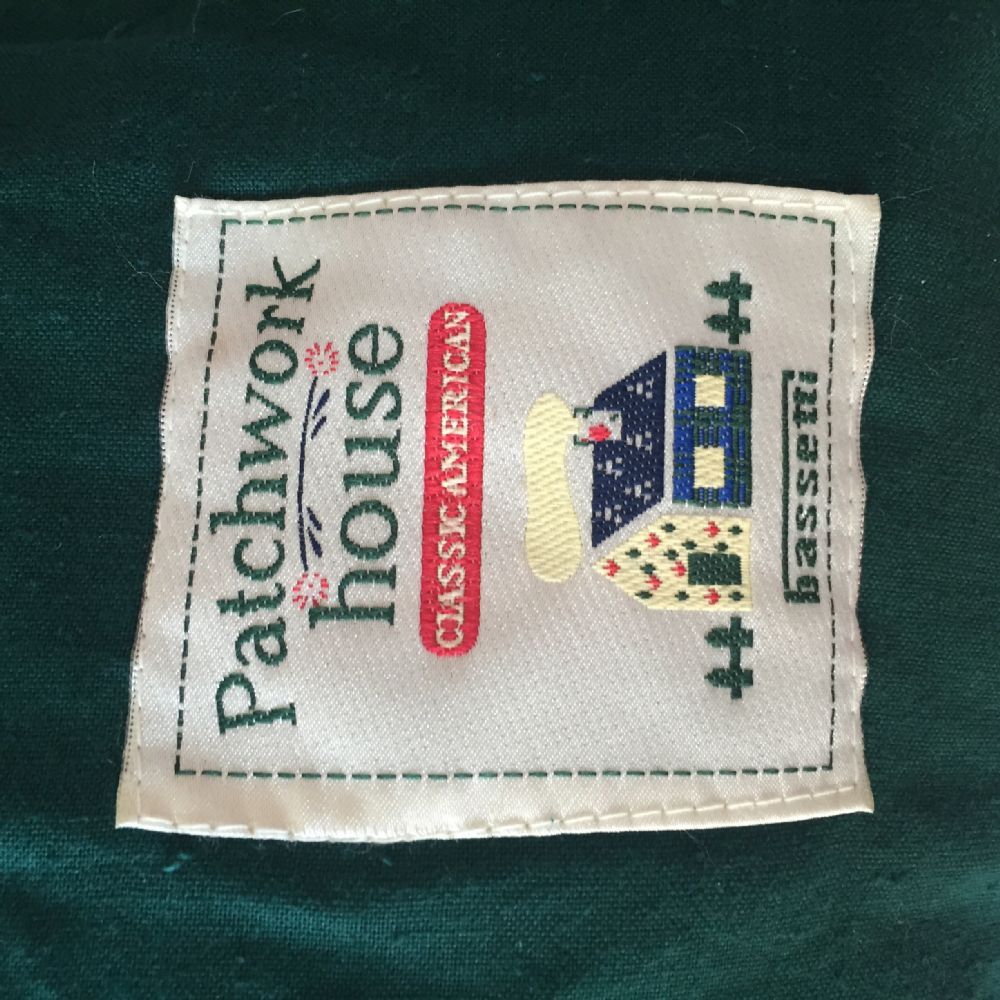 Patchwork
house
CLASSIC AMERICAN
bassetti